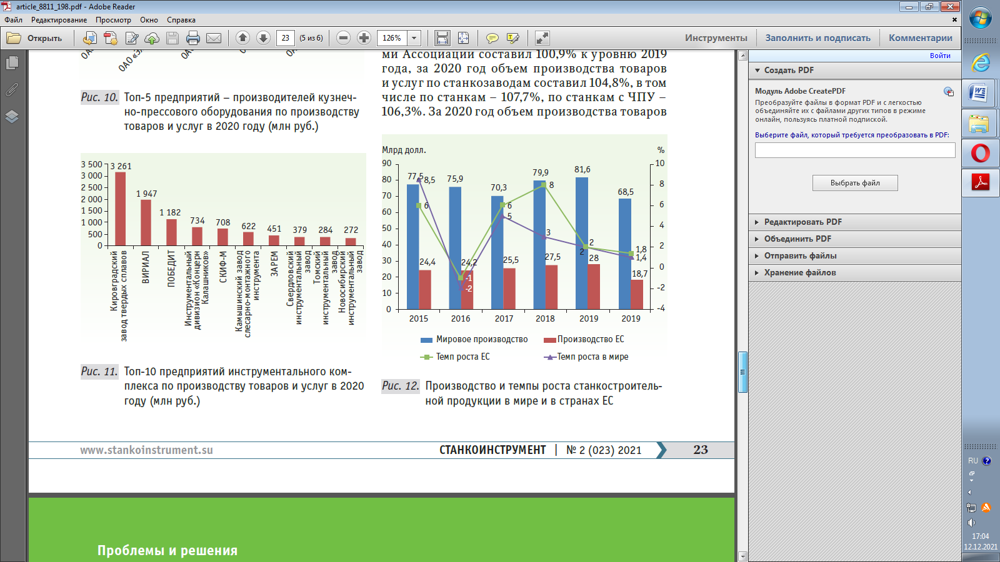 article_8811_198.pdf - Adobe Reader
Файл Редактирование Просмотр Окно Справка
Открыть 23 (5 из 6) 126% Инструменты Заполнить и подписать Комментарии
Войти
Создать PDF
Модуль Adobe CreatePDF
Преобразуйте файлы в формат PDF и с легкостью
объединяйте их с файлами других типов в режиме
онлайн, пользуясь платной подпиской.
Выберите файл, который требуется преобразовать в PDF:
Выбрать файл
Редактировать PDF
Объединить PDF
Отправить файлы
Хранение файлов
ОАО «З
Рис. 10. Топ-5 предприятий – производителей кузнеч-
но-прессового оборудования по производству
товаров и услуг в 2020 году (млн руб.)
3 500
3 000
2 500
2 000
1 500
1 000
500
0
3 261
1 947
1 182
734
708
622
451
379
284
272
Кировградский
завод твердых сплавов
ВИРИАЛ
ПОБЕДИТ
Инструментальный
дивизион «Концерн
Калашников»
СКИФ-М
Камышинский завод
слесарно-монтажного
инструмента
ЗАРЕМ
Свердловский
инструментальный
завод
Томский
инструментальный
завод
Новосибирский
инструментальный
завод
Рис. 11. Топ-10 предприятий инструментального ком-
плекса по производству товаров и услуг в 2020
году (млн руб.)
ми Ассоциации составил 100,9% к уровню 2019
года, за 2020 год объем производства товаров
и услуг по станкозаводам составил 104,8%, в том
числе по станкам – 107,7%, по станкам с ЧПУ –
106,3%. За 2020 год объем производства товаров
Млрд долл. %
90
80
70
60
50
40
30
20
10
0
10
8
6
4
2
0
-2
-4
77,5 75,9 70,3 79,9 81,6 68,5
24,4 24,2 25,5 27,5 28 18,7
6 -1 6 8 2 1,8
8,5 -2 5 3 2 1,4
2015 2016 2017 2018 2019 2019
Мировое производство Производство ЕС
Темп роста ЕС Темп роста в мире
Рис. 12. Производство и темпы роста станкостроитель-
ной продукции в мире и в странах ЕС
www.stankoinstrument.su СТАНКОИНСТРУМЕНТ | № 2 (023) 2021 23
Проблемы и решения
RU
17:04
12.12.2021